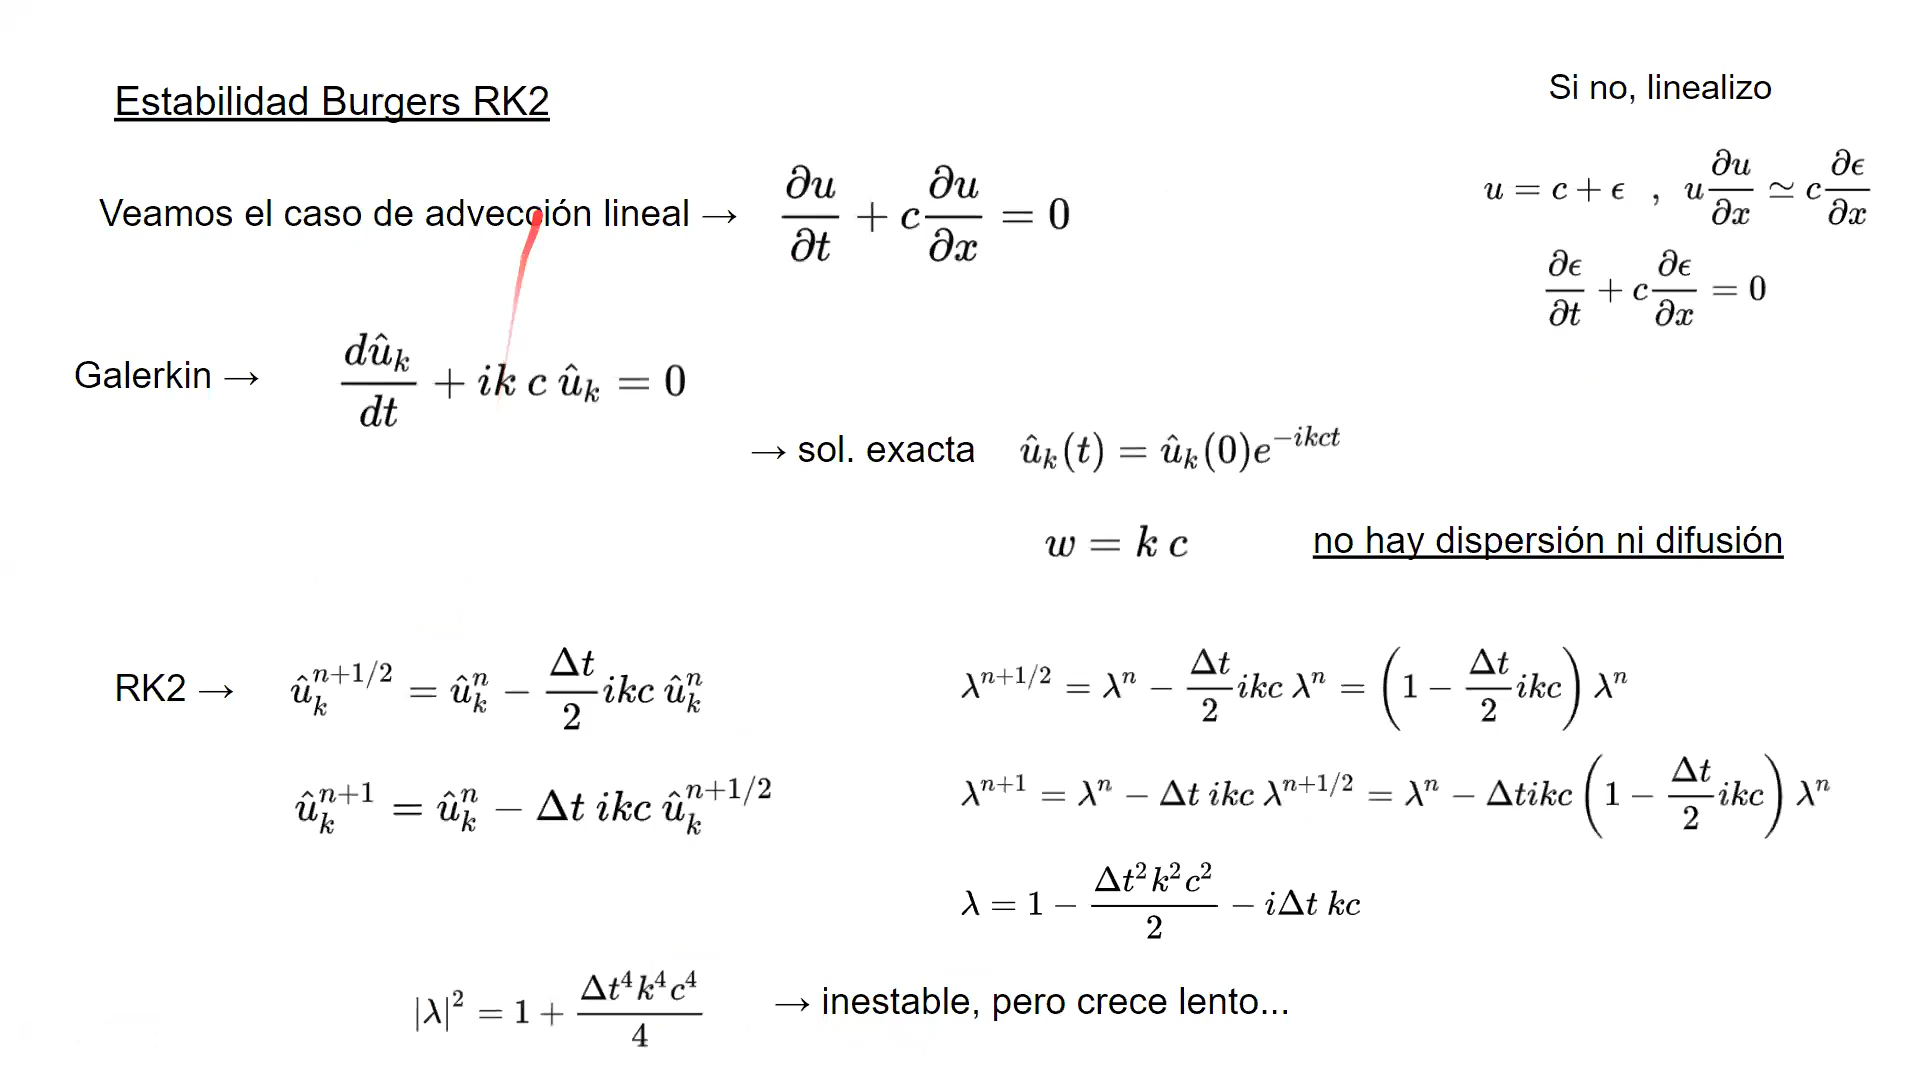 Estabilidad Burgers RK2
Si no, linealizo
Veamos el caso de advección lineal → ∂u/∂t + c ∂u/∂x = 0
u = c + ϵ , u ∂u/∂x ≃ c ∂ϵ/∂x
∂ϵ/∂t + c ∂ϵ/∂x = 0
Galerkin → dû_k/dt + ik c û_k = 0
→ sol. exacta û_k(t) = û_k(0)e^{-ikct}
w = k c no hay dispersión ni difusión
RK2 → û_k^{n+1/2} = û_k^n − Δt/2 ikc û_k^n
λ^{n+1/2} = λ^n − Δt/2 ikc λ^n = (1 − Δt/2 ikc) λ^n
û_k^{n+1} = û_k^n − Δt ikc û_k^{n+1/2}
λ^{n+1} = λ^n − Δt ikc λ^{n+1/2} = λ^n − Δtikc (1 − Δt/2 ikc) λ^n
λ = 1 − Δt²k²c²/2 − iΔt kc
|λ|² = 1 + Δt⁴k⁴c⁴/4 → inestable, pero crece lento...